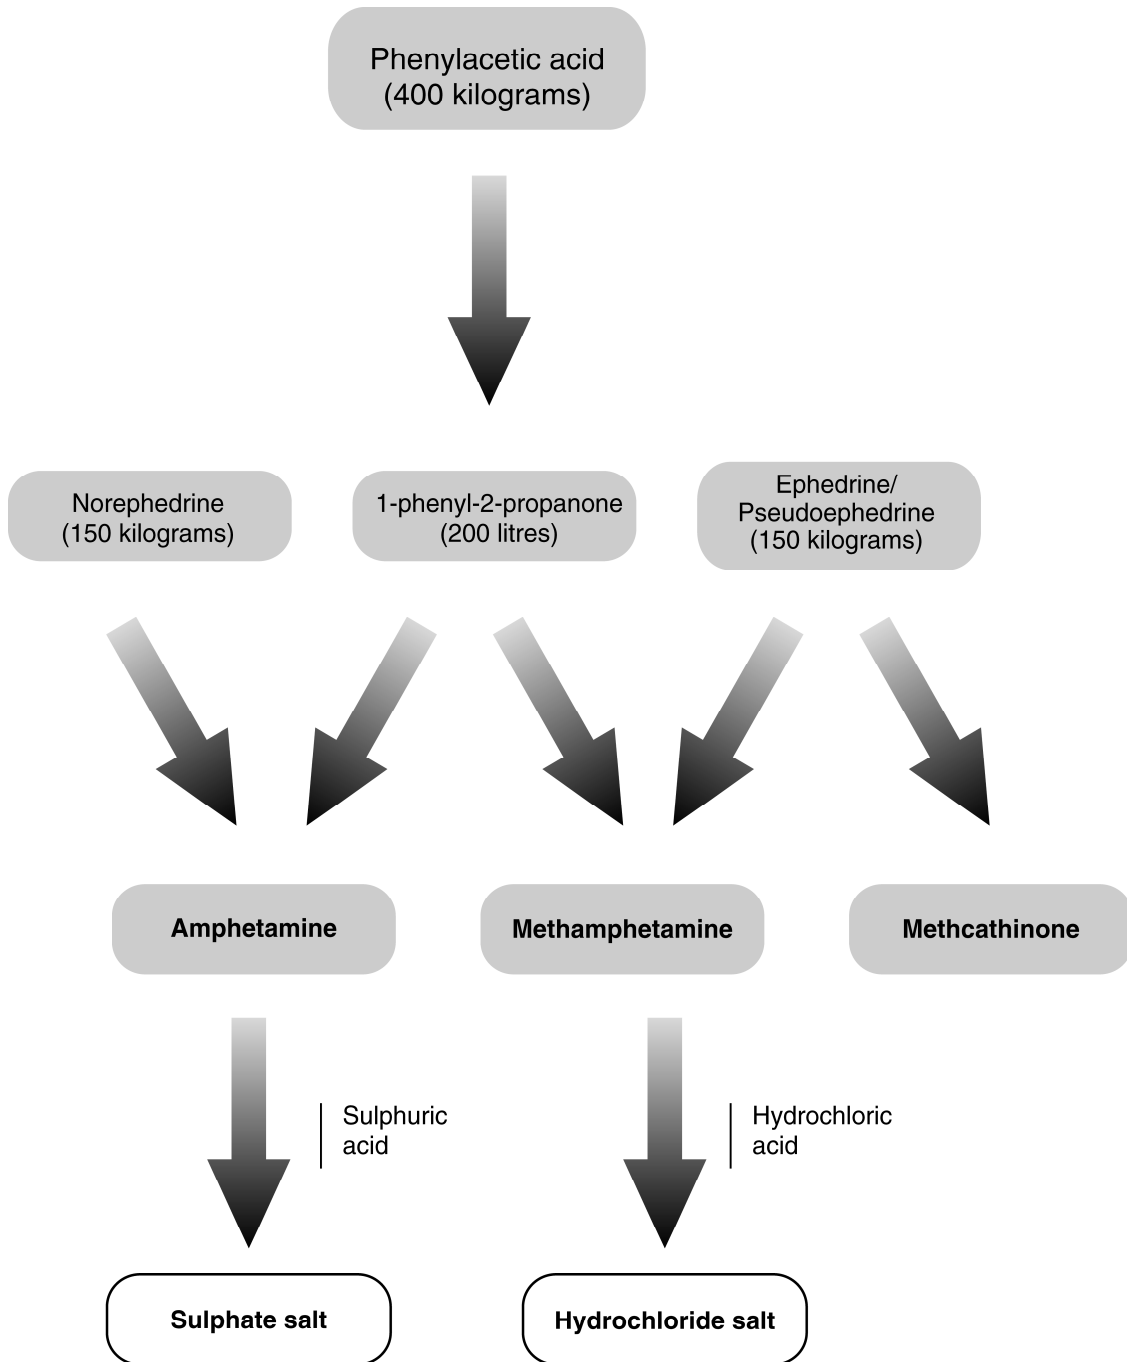 Phenylacetic acid
(400 kilograms)
Norephedrine
(150 kilograms)
1-phenyl-2-propanone
(200 litres)
Ephedrine/
Pseudoephedrine
(150 kilograms)
Amphetamine
Methamphetamine
Methcathinone
Sulphuric
acid
Hydrochloric
acid
Sulphate salt
Hydrochloride salt